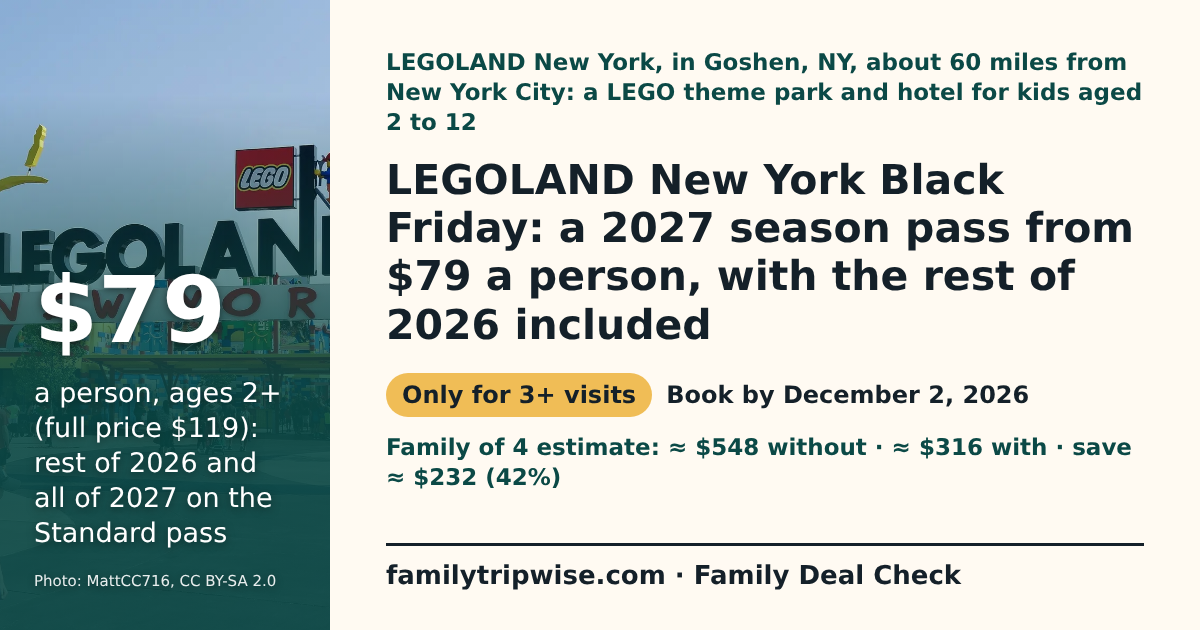 LEGO
LEGOLAN
N E W Y O R
$79
a person, ages 2+
(full price $119):
rest of 2026 and
all of 2027 on the
Standard pass
Photo: MattCC716, CC BY-SA 2.0
LEGOLAND New York, in Goshen, NY, about 60 miles from
New York City: a LEGO theme park and hotel for kids aged
2 to 12
LEGOLAND New York Black
Friday: a 2027 season pass from
$79 a person, with the rest of
2026 included
Only for 3+ visits Book by December 2, 2026
Family of 4 estimate: ≈ $548 without · ≈ $316 with · save
≈ $232 (42%)
familytripwise.com · Family Deal Check